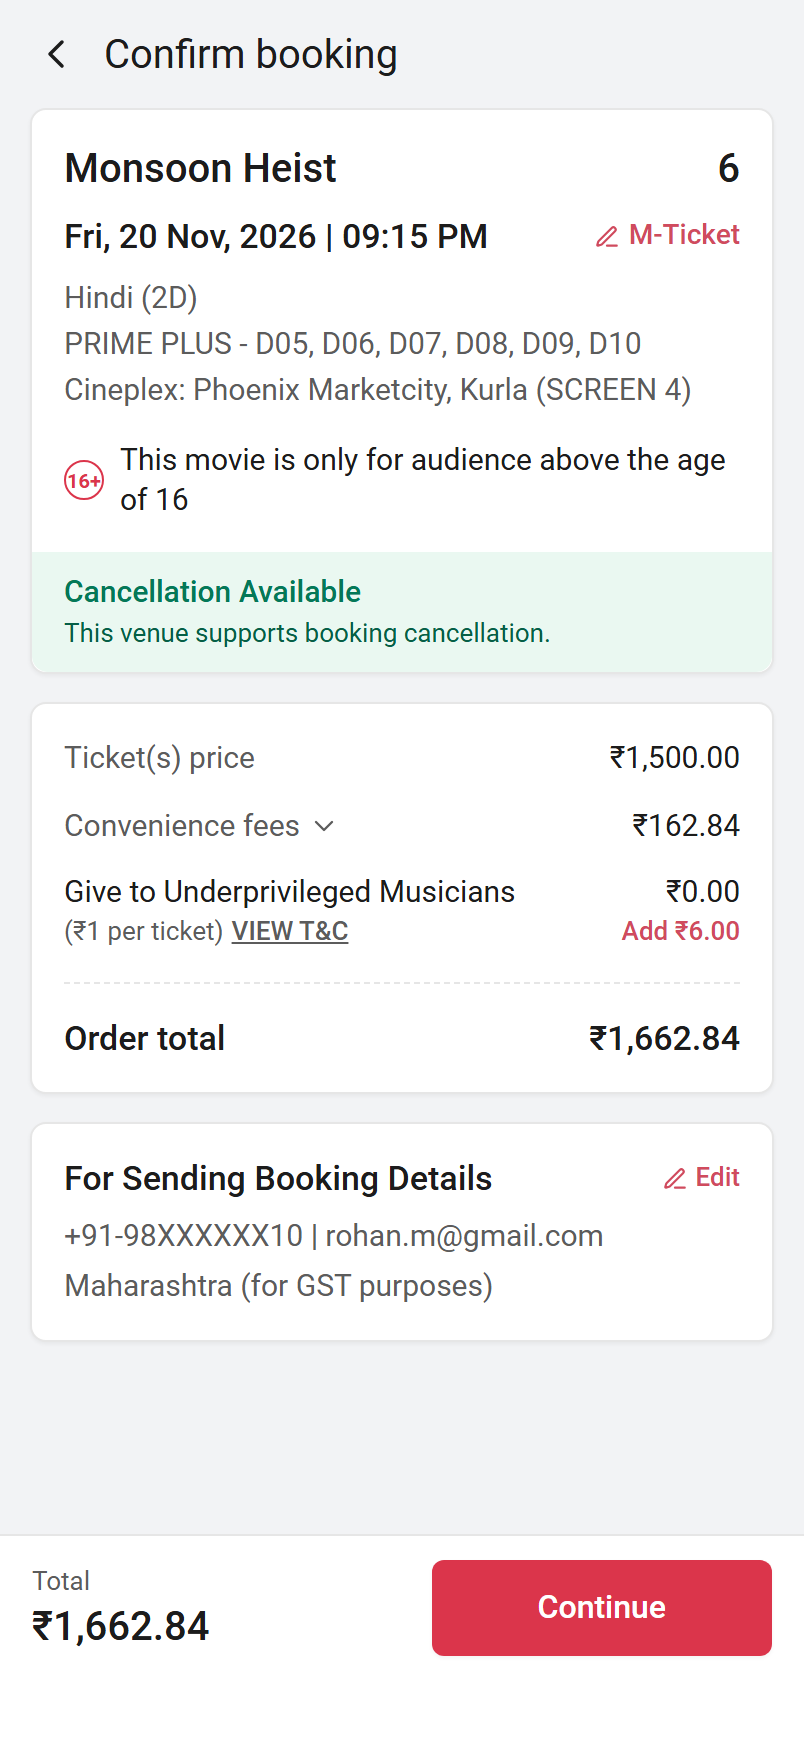 Confirm booking
Monsoon Heist 6
Fri, 20 Nov, 2026 | 09:15 PM M-Ticket
Hindi (2D)
PRIME PLUS - D05, D06, D07, D08, D09, D10
Cineplex: Phoenix Marketcity, Kurla (SCREEN 4)
16+ This movie is only for audience above the age
of 16
Cancellation Available
This venue supports booking cancellation.
Ticket(s) price ₹1,500.00
Convenience fees ₹162.84
Give to Underprivileged Musicians ₹0.00
(₹1 per ticket) VIEW T&C Add ₹6.00
Order total ₹1,662.84
For Sending Booking Details Edit
+91-98XXXXXX10 | rohan.m@gmail.com
Maharashtra (for GST purposes)
Total
₹1,662.84
Continue